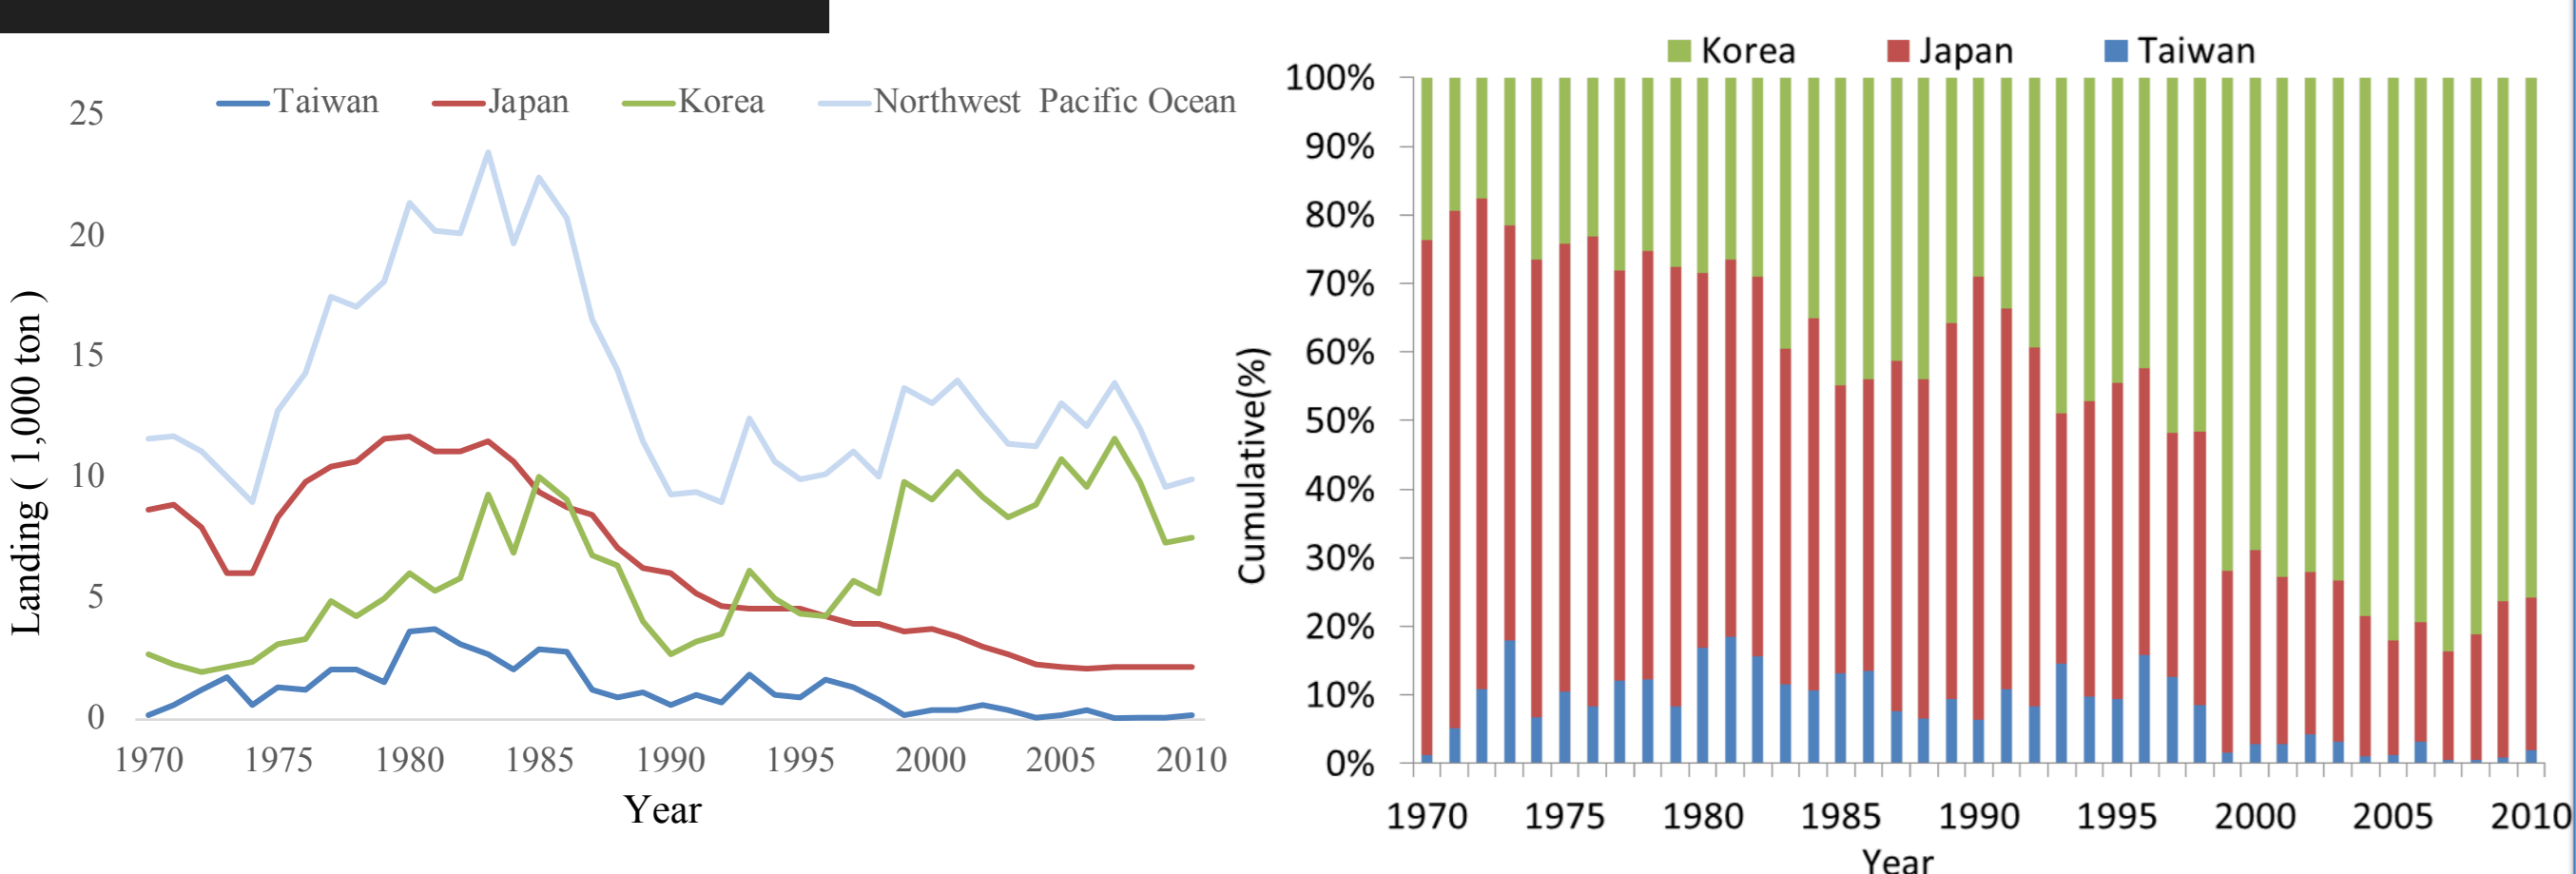 Taiwan Japan Korea Northwest Pacific Ocean
25
20
15
10
5
0
Landing ( 1,000 ton )
1970 1975 1980 1985 1990 1995 2000 2005 2010
Year
Korea Japan Taiwan
100%
90%
80%
70%
60%
50%
40%
30%
20%
10%
0%
Cumulative(%)
1970 1975 1980 1985 1990 1995 2000 2005 2010
Year